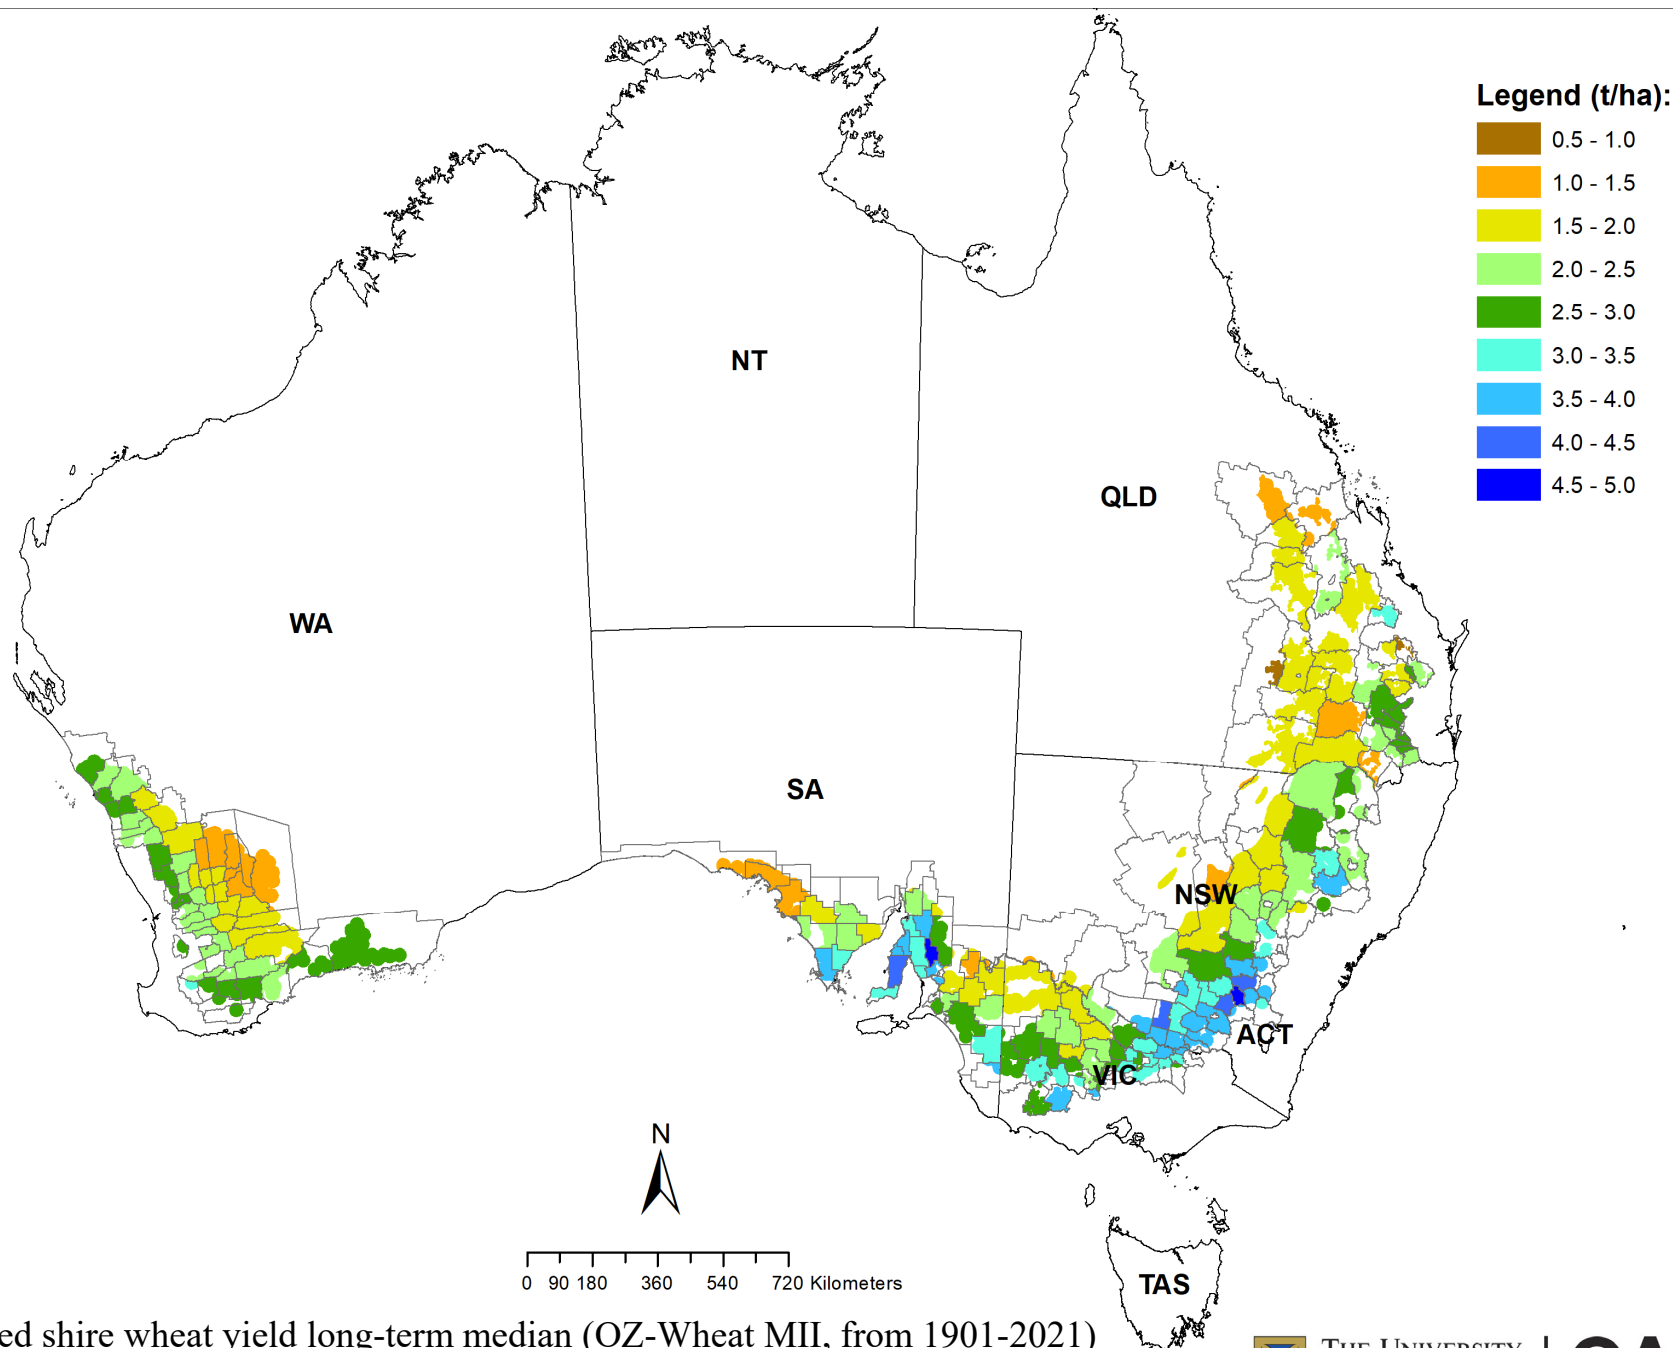 Legend (t/ha):
0.5 - 1.0
1.0 - 1.5
1.5 - 2.0
2.0 - 2.5
2.5 - 3.0
3.0 - 3.5
3.5 - 4.0
4.0 - 4.5
4.5 - 5.0
NT
QLD
WA
SA
NSW
ACT
VIC
N
0 90 180 360 540 720 Kilometers
TAS
ed shire wheat yield long-term median (OZ-Wheat MII, from 1901-2021)
THE UNIVERSITY